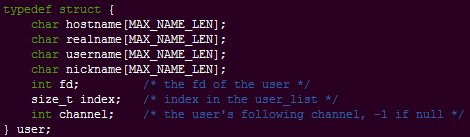 typedef struct {
    char hostname[MAX_NAME_LEN];
    char realname[MAX_NAME_LEN];
    char username[MAX_NAME_LEN];
    char nickname[MAX_NAME_LEN];
    int fd;         /* the fd of the user */
    size_t index;   /* index in the user_list */
    int channel;    /* the user's following channel, -1 if null */
} user;